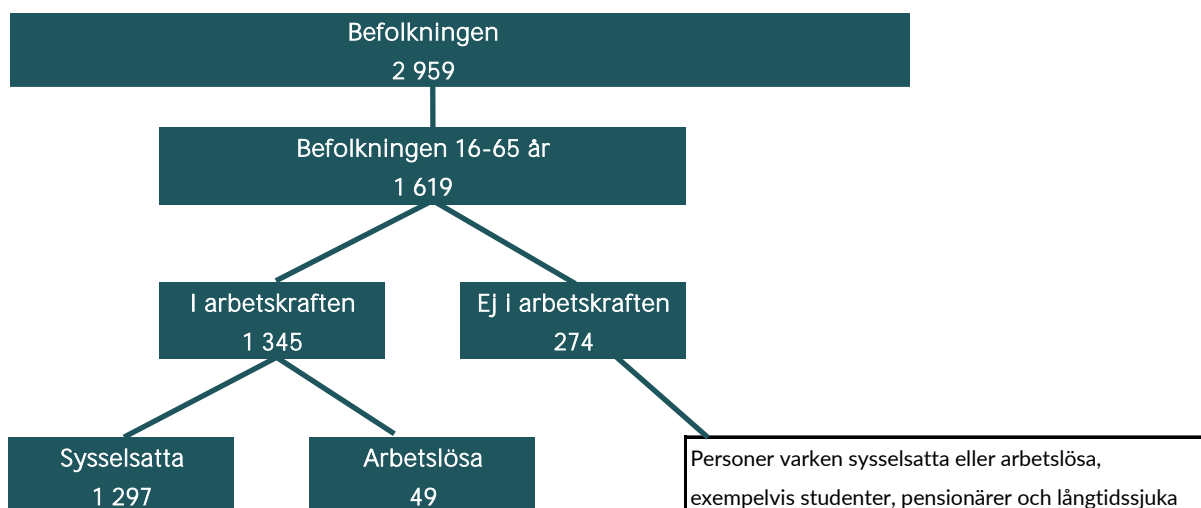 Befolkningen
2 959
Befolkningen 16-65 år
1 619
I arbetskraften
1 345
Ej i arbetskraften
274
Sysselsatta
1 297
Arbetslösa
49
Personer varken sysselsatta eller arbetslösa,
exempelvis studenter, pensionärer och långtidssjuka